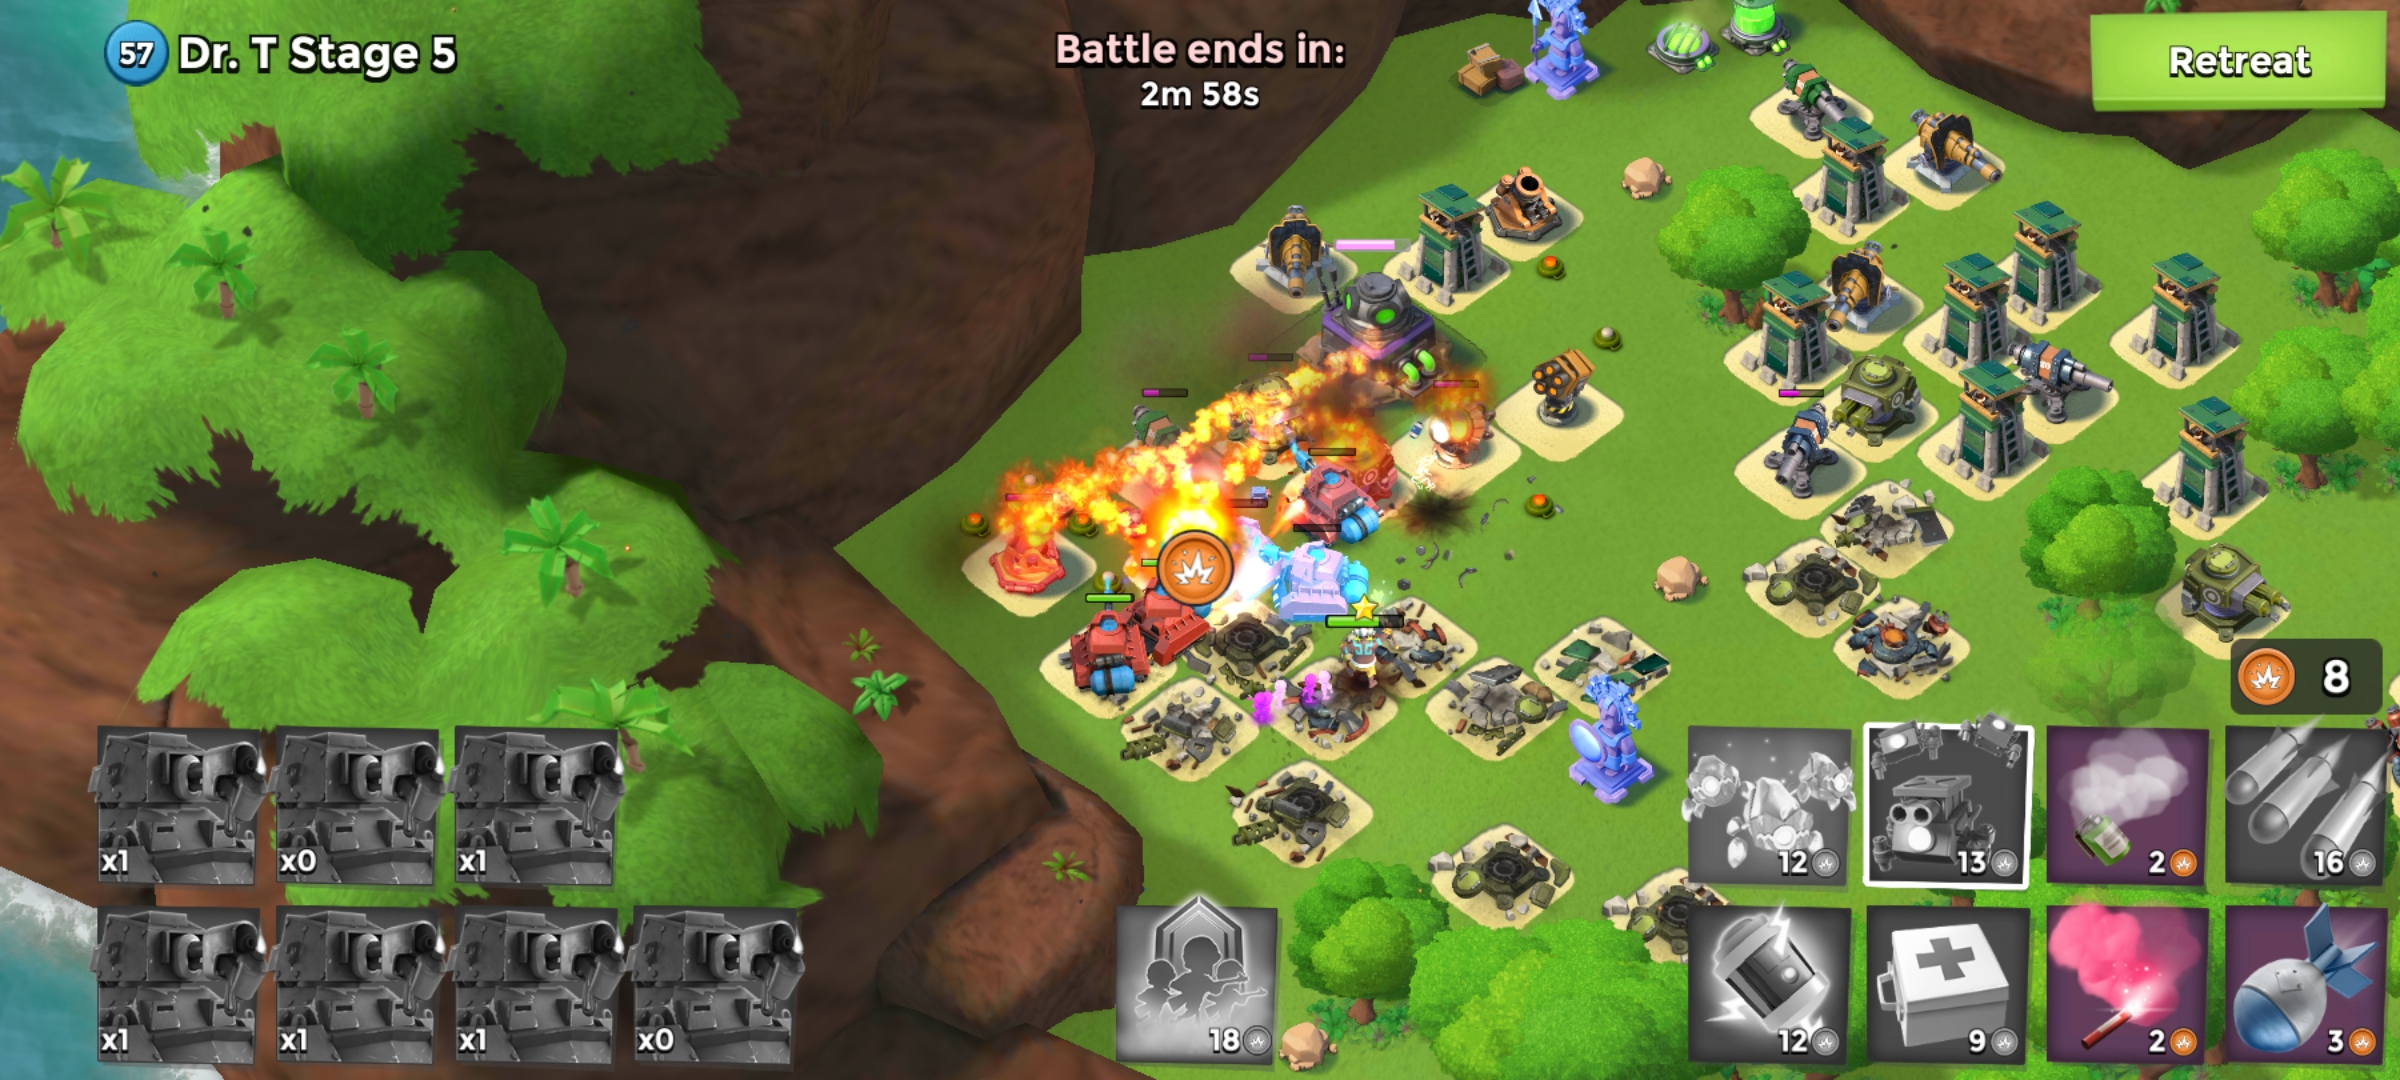 57 Dr. T Stage 5
Battle ends in:
2m 58s
Retreat
8
x1
x0
x1
12
13
2
16
x1
x1
x1
x0
18
12
9
2
3